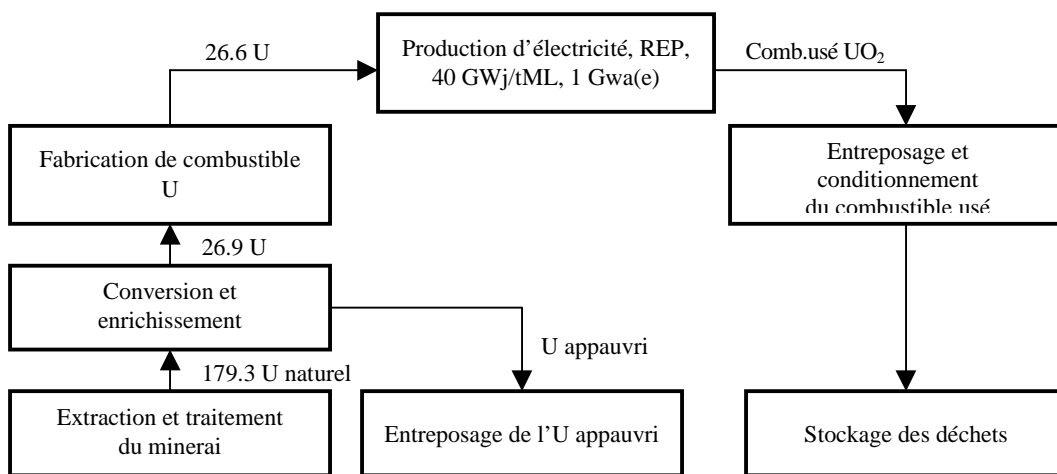 26.6 U
Production d'électricité, REP,
40 GWj/tML, 1 Gwa(e)
Comb.usé UO2
Fabrication de combustible
U
Entreposage et
conditionnement
du combustible usé
26.9 U
Conversion et
enrichissement
U appauvri
179.3 U naturel
Extraction et traitement
du minerai
Entreposage de l'U appauvri
Stockage des déchets